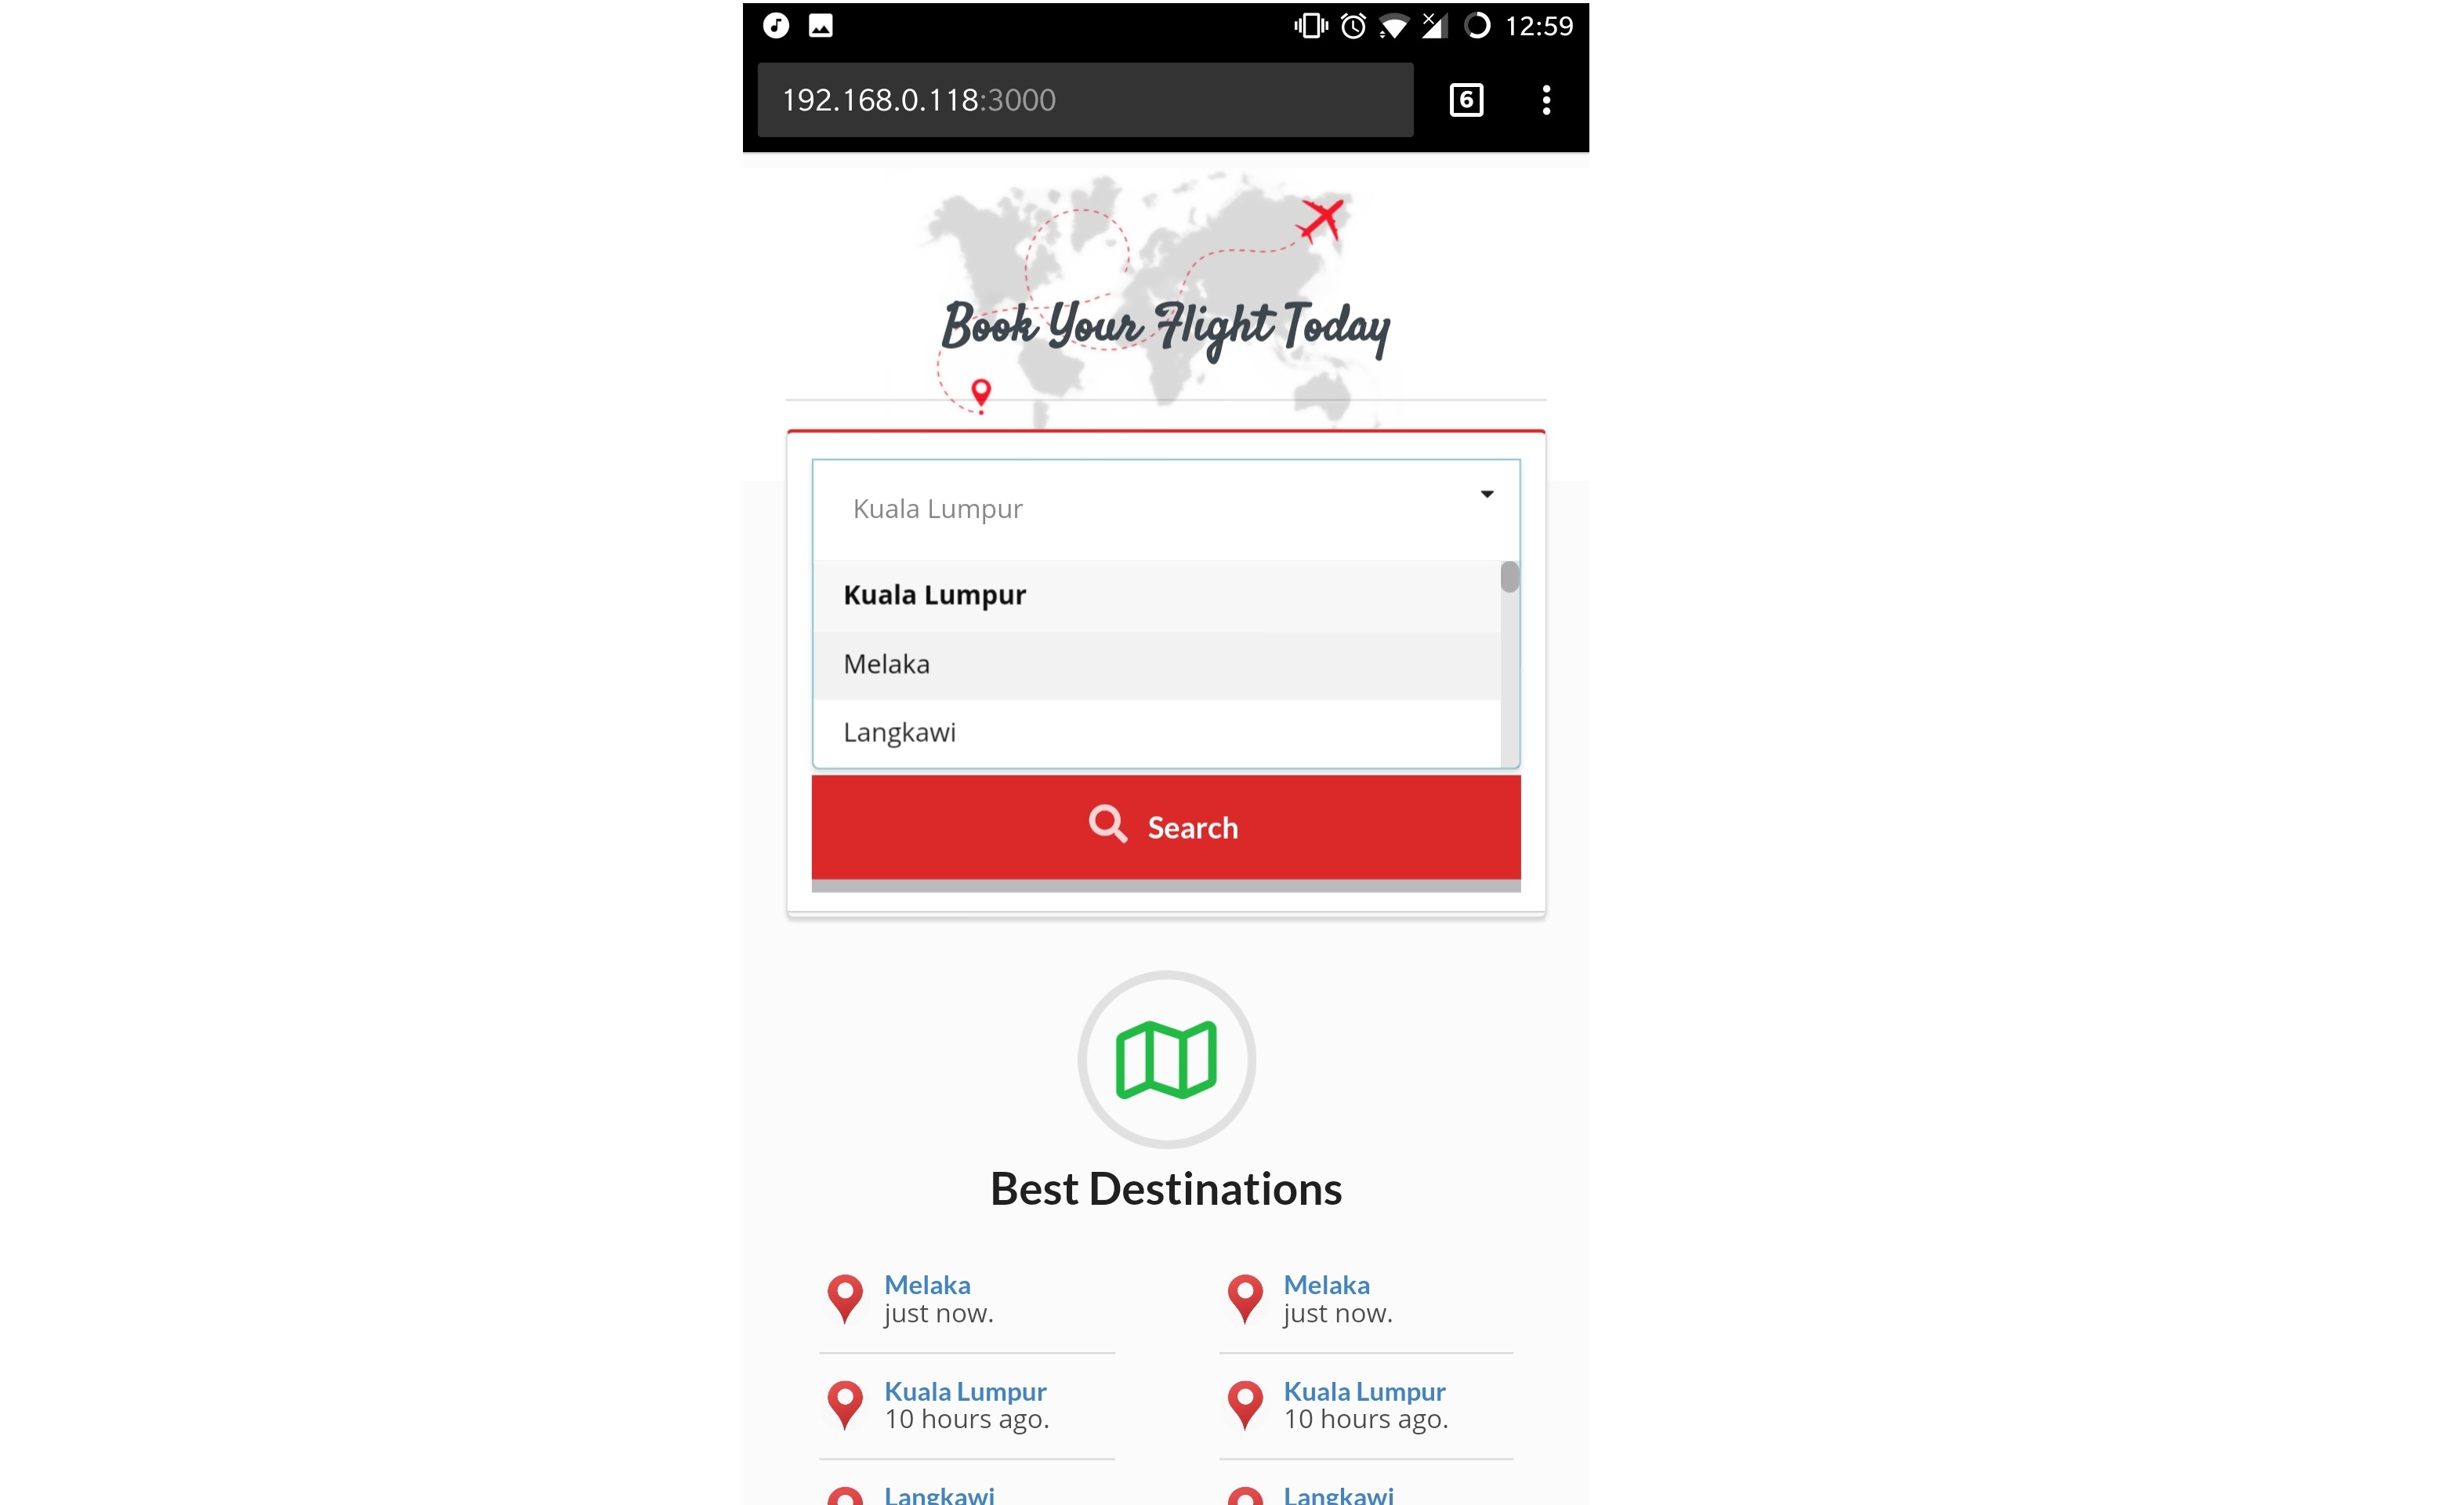 12:59
192.168.0.118:3000
6
Book Your Flight Today
Kuala Lumpur
Kuala Lumpur
Melaka
Langkawi
Search
Best Destinations
Melaka
just now.
Melaka
just now.
Kuala Lumpur
10 hours ago.
Kuala Lumpur
10 hours ago.
Langkawi
Langkawi